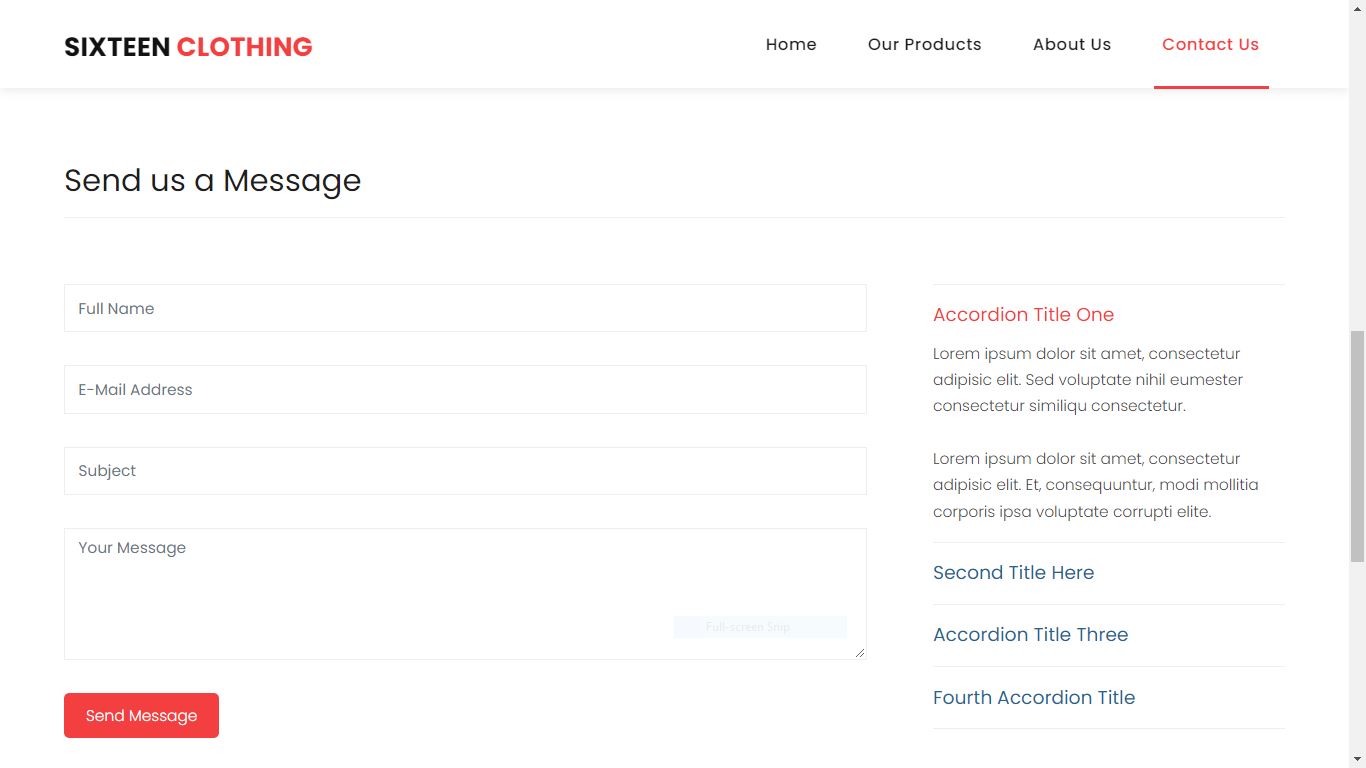 SIXTEEN CLOTHING
Home
Our Products
About Us
Contact Us
Send us a Message
Full Name
E-Mail Address
Subject
Your Message
Full-screen Snip
Send Message
Accordion Title One
Lorem ipsum dolor sit amet, consectetur
adipisic elit. Sed voluptate nihil eumester
consectetur similiqu consectetur.
Lorem ipsum dolor sit amet, consectetur
adipisic elit. Et, consequuntur, modi mollitia
corporis ipsa voluptate corrupti elite.
Second Title Here
Accordion Title Three
Fourth Accordion Title